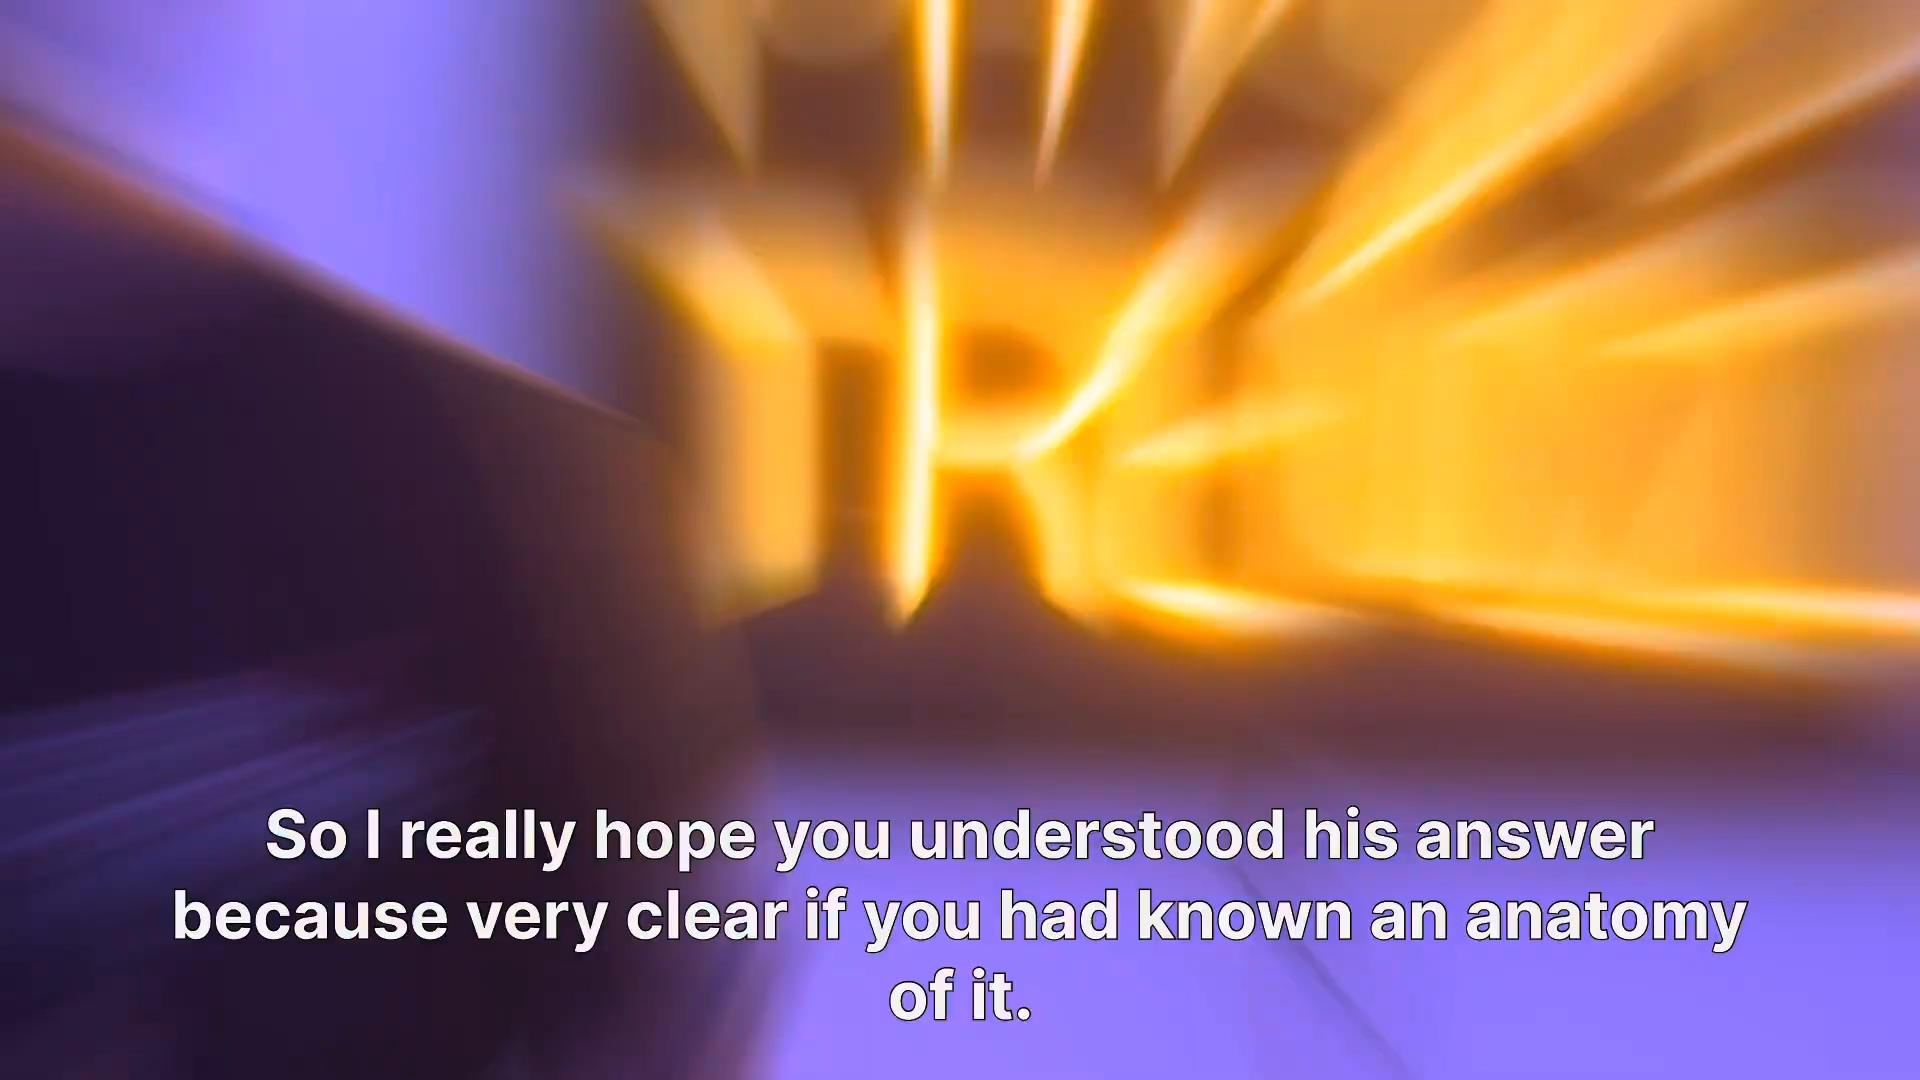 So I really hope you understood his answer
because very clear if you had known an anatomy
of it.